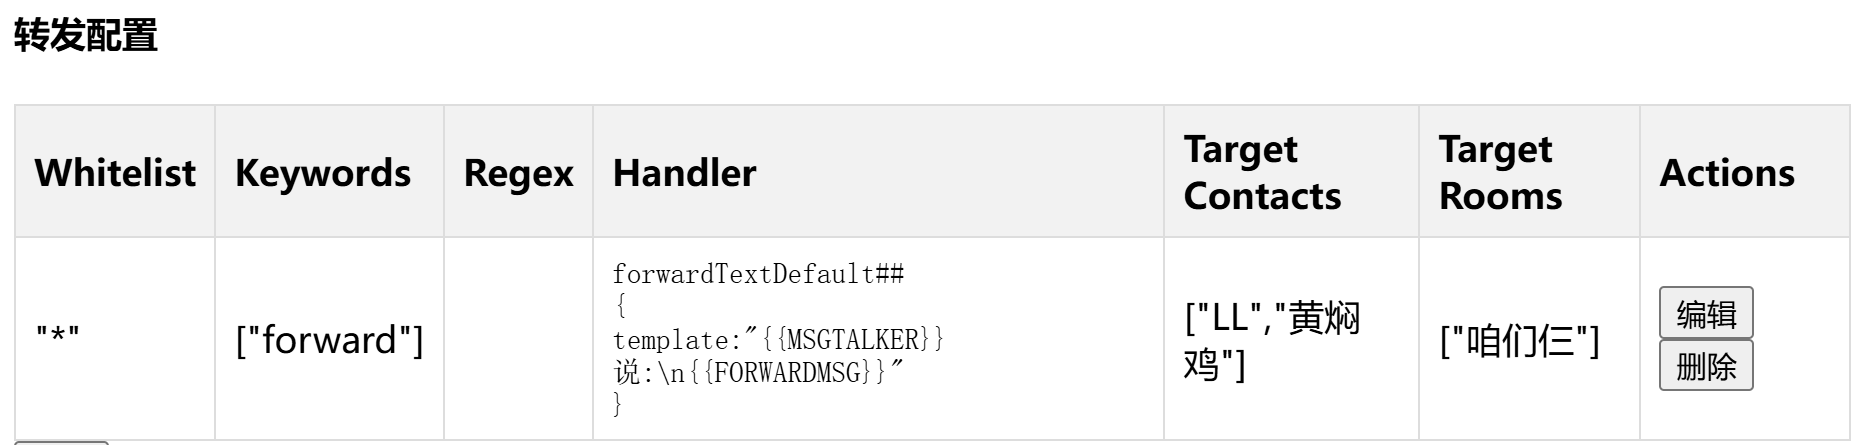 转发配置
Whitelist
Keywords
Regex
Handler
Target
Contacts
Target
Rooms
Actions
"*"
["forward"]
forwardTextDefault##
{
template:"{{MSGTALKER}}
说:\n{{FORWARDMSG}}"
}
["LL","黄焖
鸡"]
["咱们仨"]
编辑
删除